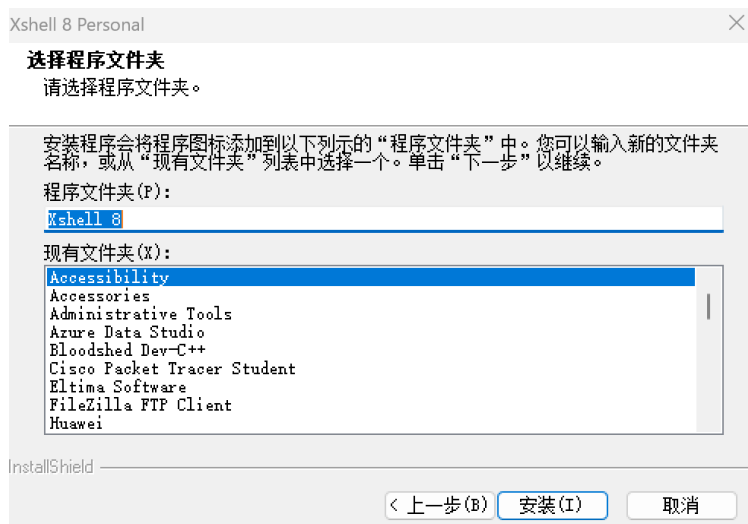 Xshell 8 Personal
选择程序文件夹
请选择程序文件夹。
安装程序会将程序图标添加到以下列示的“程序文件夹”中。您可以输入新的文件夹
名称，或从“现有文件夹”列表中选择一个。单击“下一步”以继续。
程序文件夹(P):
Xshell 8
现有文件夹(X):
Accessibility
Accessories
Administrative Tools
Azure Data Studio
Bloodshed Dev-C++
Cisco Packet Tracer Student
Eltima Software
FileZilla FTP Client
Huawei
InstallShield
< 上一步(B) 安装(I) 取消